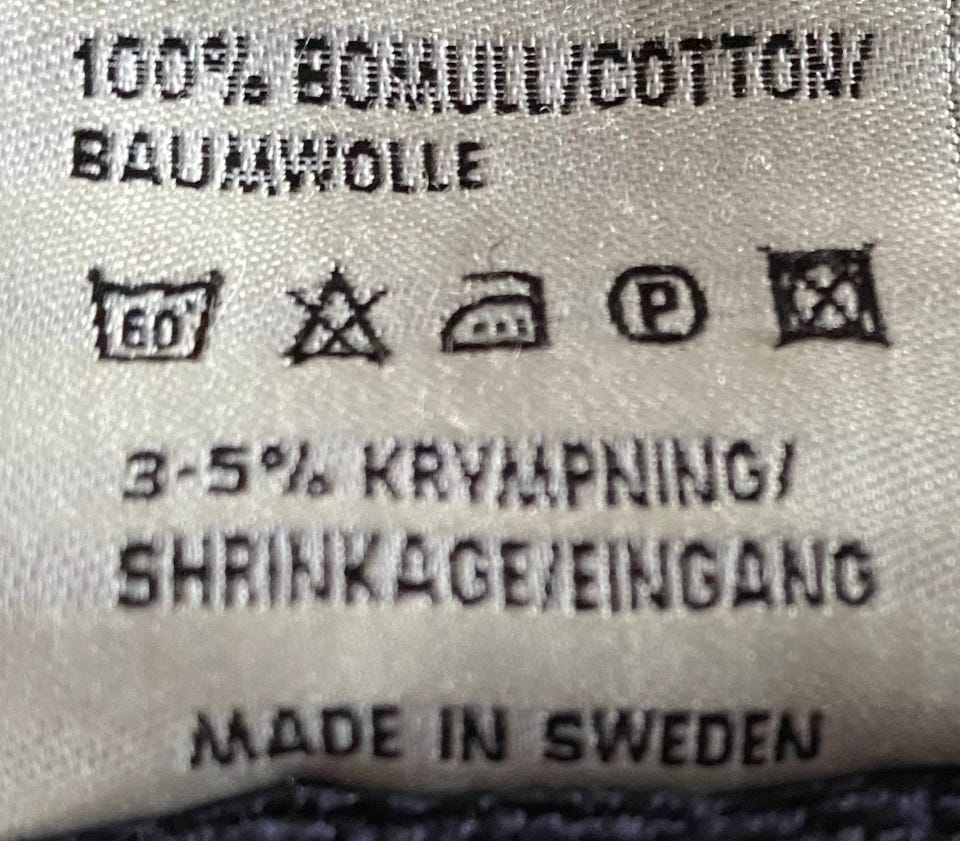 100% BOMULL/COTTON/
BAUMWOLLE
60 P
3-5% KRYMPNING/
SHRINKAGE/EINGANG
MADE IN SWEDEN